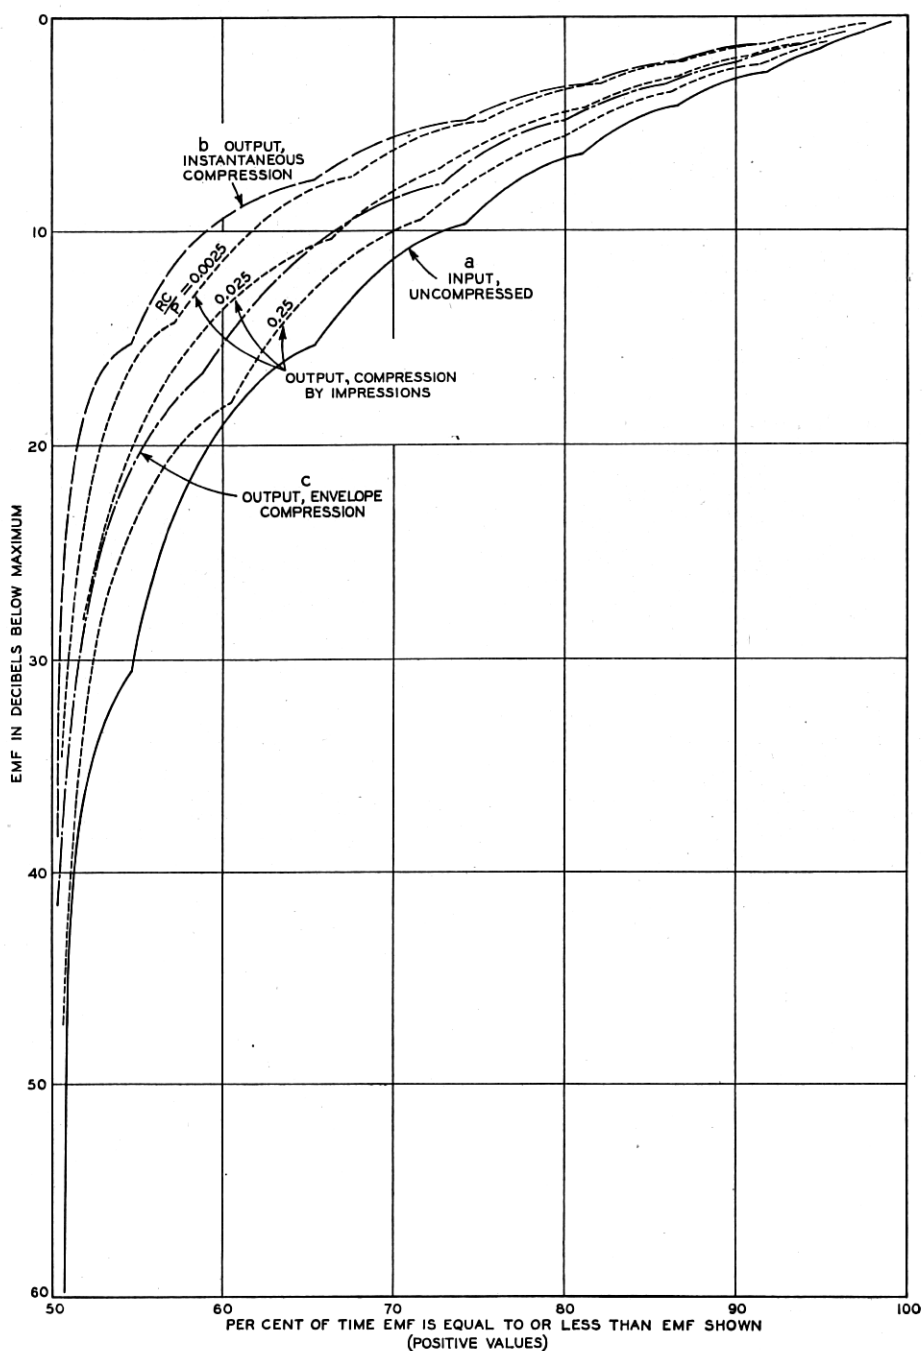 0
10
20
30
40
50
60
EMF IN DECIBELS BELOW MAXIMUM
b OUTPUT,
INSTANTANEOUS
COMPRESSION
RC/P = 0.0025
0.025
0.25
a
INPUT,
UNCOMPRESSED
OUTPUT, COMPRESSION
BY IMPRESSIONS
c
OUTPUT, ENVELOPE
COMPRESSION
50 60 70 80 90 100
PER CENT OF TIME EMF IS EQUAL TO OR LESS THAN EMF SHOWN
(POSITIVE VALUES)